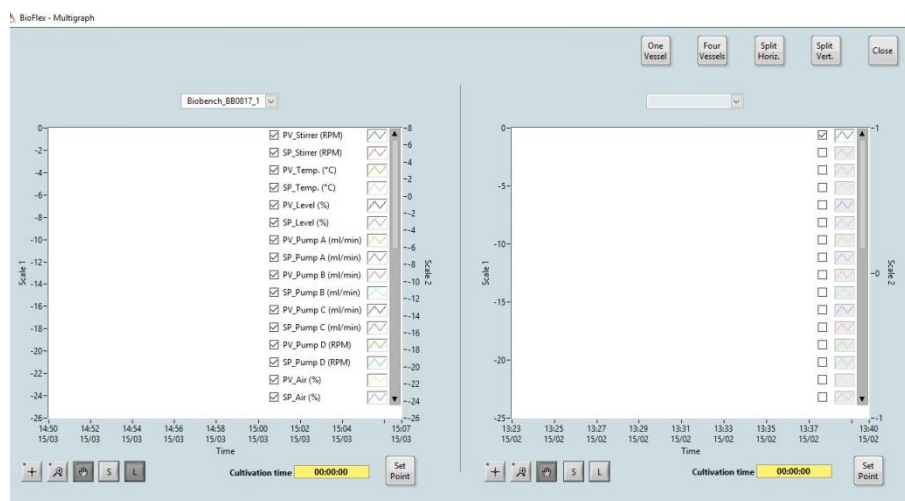 BioFlex - Multigraph
One Vessel
Four Vessels
Split Horiz.
Split Vert.
Close
Biobench_BB0817_1
PV_Stirrer (RPM)
SP_Stirrer (RPM)
PV_Temp. (°C)
SP_Temp. (°C)
PV_Level (%)
SP_Level (%)
PV_Pump A (ml/min)
SP_Pump A (ml/min)
PV_Pump B (ml/min)
SP_Pump B (ml/min)
PV_Pump C (ml/min)
SP_Pump C (ml/min)
PV_Pump D (RPM)
SP_Pump D (RPM)
PV_Air (%)
SP_Air (%)
Scale 1
0
-2
-4
-6
-8
-10
-12
-14
-16
-18
-20
-22
-24
-26
Scale 2
8
6
4
2
0
-2
-4
-6
-8
-10
-12
-14
-16
-18
-20
-22
-24
-26
14:50 14:52 14:54 14:56 14:58 15:00 15:02 15:04 15:07
15/03 15/03 15/03 15/03 15/03 15/03 15/03 15/03 15/03
Time
S L
Cultivation time 00:00:00
Set Point
Scale 1
0
-5
-10
-15
-20
-25
Scale 2
1
0
-1
13:23 13:25 13:27 13:29 13:31 13:33 13:35 13:37 13:40
15/02 15/02 15/02 15/02 15/02 15/02 15/02 15/02 15/02
Time
S L
Cultivation time 00:00:00
Set Point